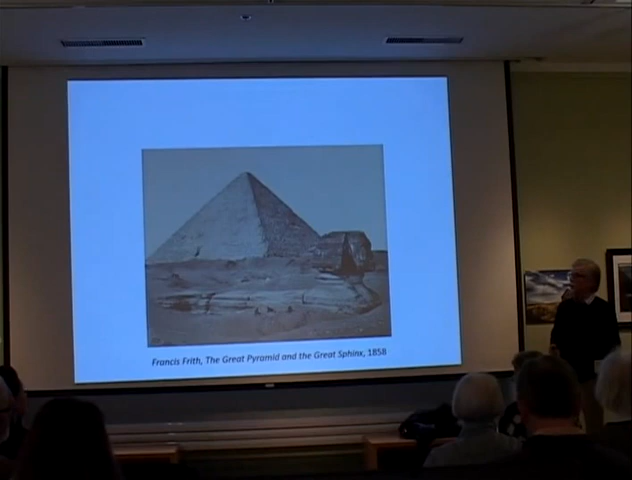 Francis Frith, The Great Pyramid and the Great Sphinx, 1858